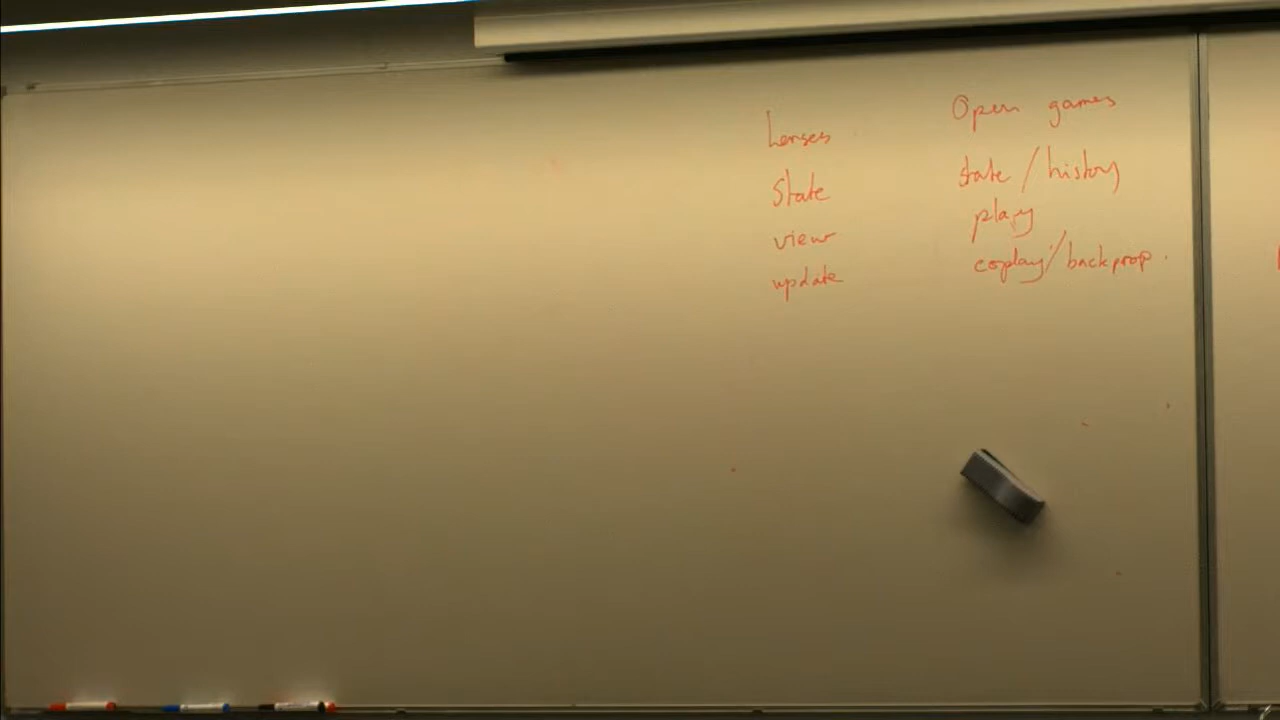 Lenses Open games
State state / history
view play
update coplay/backprop.